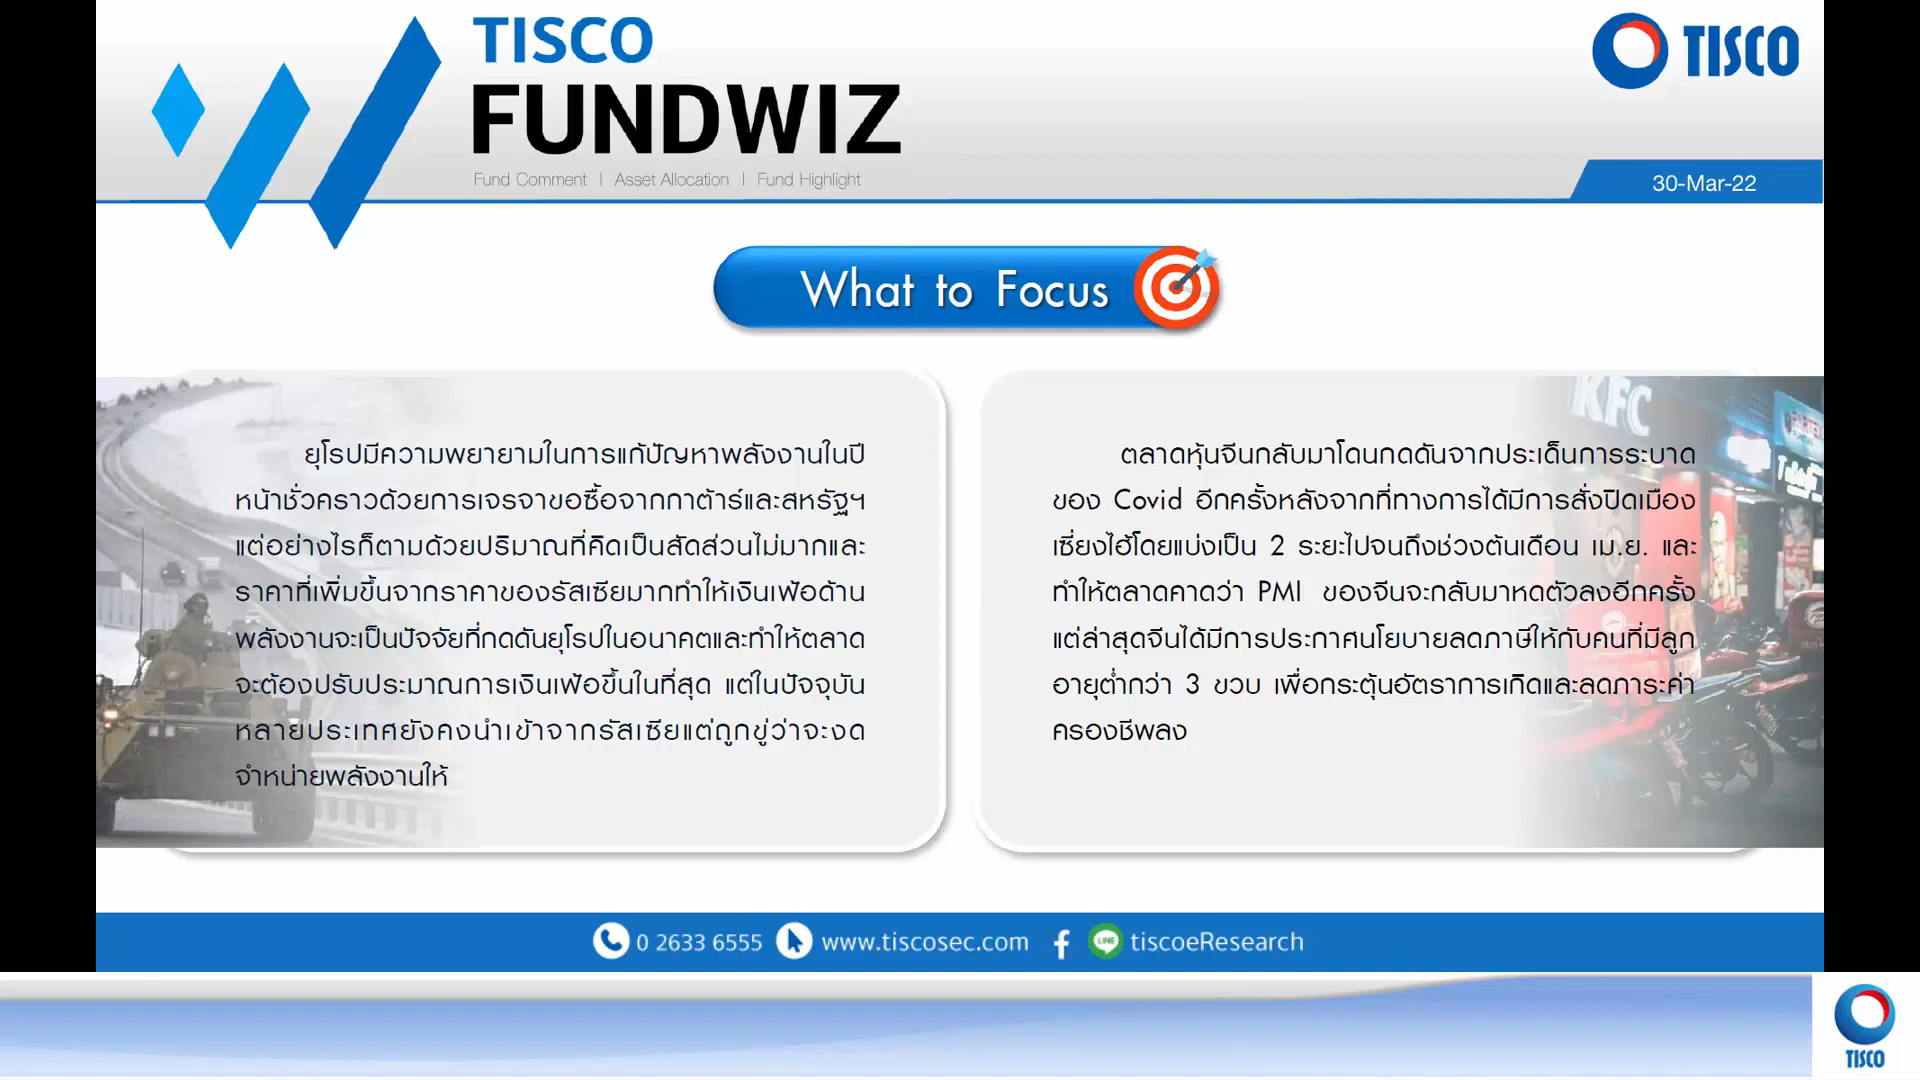 TISCO
FUNDWIZ
Fund Comment | Asset Allocation | Fund Highlight
TISCO
30-Mar-22
What to Focus
ยุโรปมีความพยายามในการแก้ปัญหาพลังงานในปี
หน้าชั่วคราวด้วยการเจรจาขอซื้อจากกาต้าร์และสหรัฐฯ
แต่อย่างไรก็ตามด้วยปริมาณที่คิดเป็นสัดส่วนไม่มากและ
ราคาที่เพิ่มขึ้นจากราคาของรัสเซียมากทำให้เงินเฟ้อด้าน
พลังงานจะเป็นปัจจัยที่กดดันยุโรปในอนาคตและทำให้ตลาด
จะต้องปรับประมาณการเงินเฟ้อขึ้นในที่สุด แต่ในปัจจุบัน
หลายประเทศยังคงนำเข้าจากรัสเซียแต่ถูกขู่ว่าจะงด
จำหน่ายพลังงานให้
KFC
ตลาดหุ้นจีนกลับมาโดนกดดันจากประเด็นการระบาด
ของ Covid อีกครั้งหลังจากที่ทางการได้มีการสั่งปิดเมือง
เซี่ยงไฮ้โดยแบ่งเป็น 2 ระยะไปจนถึงช่วงต้นเดือน เม.ย. และ
ทำให้ตลาดคาดว่า PMI ของจีนจะกลับมาหดตัวลงอีกครั้ง
แต่ล่าสุดจีนได้มีการประกาศนโยบายลดภาษีให้กับคนที่มีลูก
อายุต่ำกว่า 3 ขวบ เพื่อกระตุ้นอัตราการเกิดและลดภาระค่า
ครองชีพลง
0 2633 6555 www.tiscosec.com LINE tiscoeResearch
TISCO